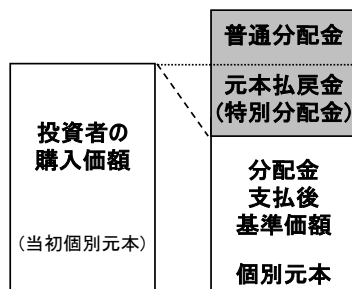 普通分配金
元本払戻金
(特別分配金)
投資者の
購入価額
(当初個別元本)
分配金
支払後
基準価額
個別元本